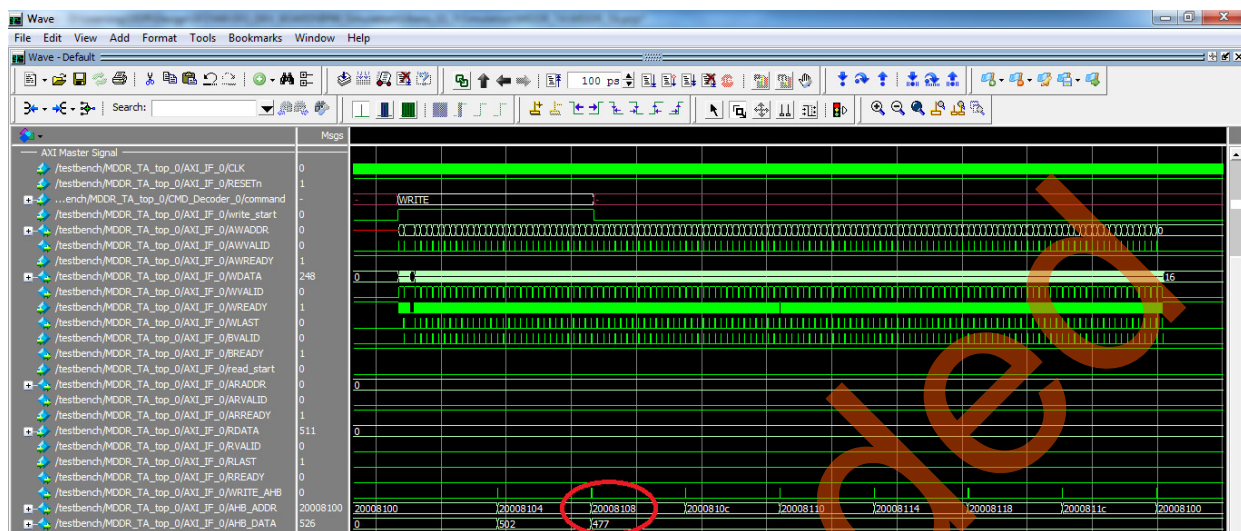 Wave
File Edit View Add Format Tools Bookmarks Window Help
Wave - Default
100 ps
Search:
Msgs
AXI Master Signal
/testbench/MDDR_TA_top_0/AXI_IF_0/CLK 0
/testbench/MDDR_TA_top_0/AXI_IF_0/RESETn 1
...ench/MDDR_TA_top_0/CMD_Decoder_0/command - - WRITE -
/testbench/MDDR_TA_top_0/AXI_IF_0/write_start 0
/testbench/MDDR_TA_top_0/AXI_IF_0/AWADDR 0 0
/testbench/MDDR_TA_top_0/AXI_IF_0/AWVALID 0
/testbench/MDDR_TA_top_0/AXI_IF_0/AWREADY 1
/testbench/MDDR_TA_top_0/AXI_IF_0/WDATA 248 0 16
/testbench/MDDR_TA_top_0/AXI_IF_0/WVALID 0
/testbench/MDDR_TA_top_0/AXI_IF_0/WREADY 1
/testbench/MDDR_TA_top_0/AXI_IF_0/WLAST 0
/testbench/MDDR_TA_top_0/AXI_IF_0/BVALID 0
/testbench/MDDR_TA_top_0/AXI_IF_0/BREADY 1
/testbench/MDDR_TA_top_0/AXI_IF_0/read_start 0
/testbench/MDDR_TA_top_0/AXI_IF_0/ARADDR 0 0
/testbench/MDDR_TA_top_0/AXI_IF_0/ARVALID 0
/testbench/MDDR_TA_top_0/AXI_IF_0/ARREADY 1
/testbench/MDDR_TA_top_0/AXI_IF_0/RDATA 511 0
/testbench/MDDR_TA_top_0/AXI_IF_0/RVALID 0
/testbench/MDDR_TA_top_0/AXI_IF_0/RLAST 1
/testbench/MDDR_TA_top_0/AXI_IF_0/RREADY 0
/testbench/MDDR_TA_top_0/AXI_IF_0/WRITE_AHB 0
/testbench/MDDR_TA_top_0/AXI_IF_0/AHB_ADDR 20008100 20008100 20008104 20008108 2000810c 20008110 20008114 20008118 2000811c 20008100
/testbench/MDDR_TA_top_0/AXI_IF_0/AHB_DATA 526 0 502 477
ded